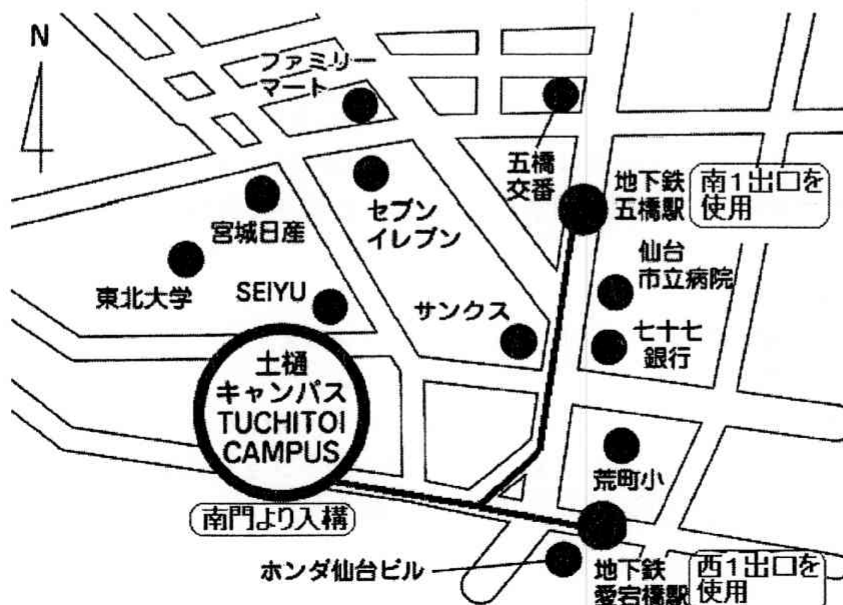 N
ファミリー
マート
五橋
交番
地下鉄
五橋駅
南1出口を
使用
宮城日産
セブン
イレブン
仙台
市立病院
東北大学
SEIYU
サンクス
七十七
銀行
土樋
キャンパス
TUCHITOI
CAMPUS
荒町小
南門より入構
ホンダ仙台ビル
地下鉄
愛宕橋駅
西1出口を
使用